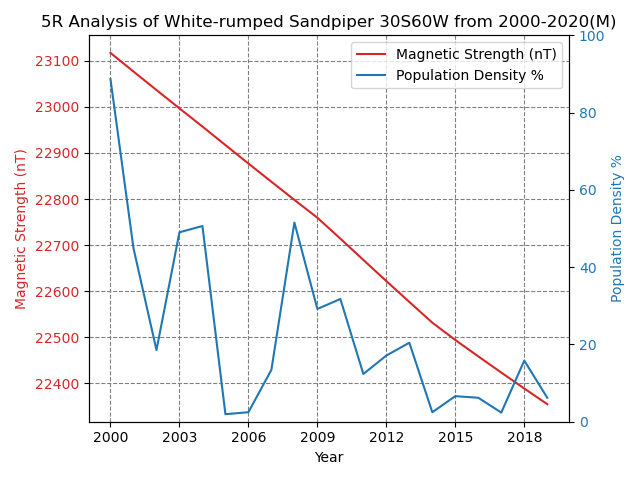 5R Analysis of White-rumped Sandpiper 30S60W from 2000-2020(M)
Magnetic Strength (nT)
Population Density %
23100
23000
22900
22800
22700
22600
22500
22400
Magnetic Strength (nT)
100
80
60
40
20
0
Population Density %
2000 2003 2006 2009 2012 2015 2018
Year